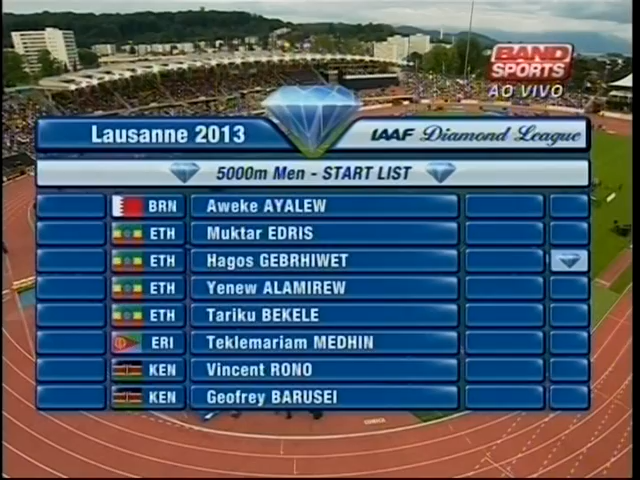 BAND
SPORTS
AO VIVO
Lausanne 2013
IAAF Diamond League
5000m Men - START LIST
BRN Aweke AYALEW
ETH Muktar EDRIS
ETH Hagos GEBRHIWET
ETH Yenew ALAMIREW
ETH Tariku BEKELE
ERI Teklemariam MEDHIN
KEN Vincent RONO
KEN Geofrey BARUSEI